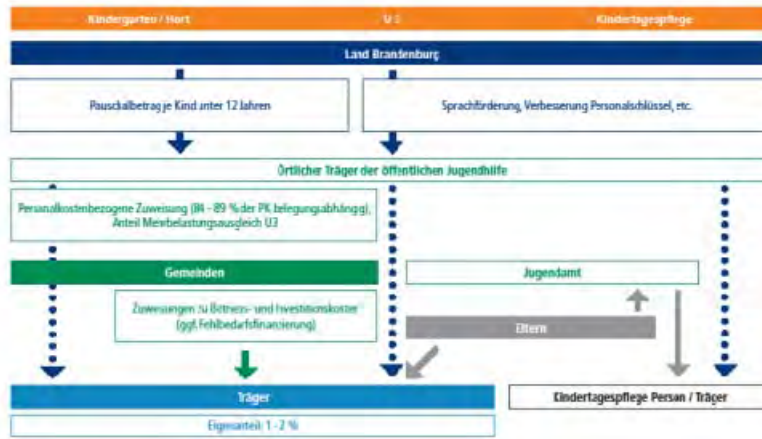 Kindergarten / Hort
U 3
Kindertagespflege
Land Brandenburg
Pauschalbetrag je Kind unter 12 Jahren
Sprachförderung, Verbesserung Personalschlüssel, etc.
Örtlicher Träger der öffentlichen Jugendhilfe
Personalkostenbezogene Zuweisung (84 - 89 % der PK belegungsabhängig),
Anteil Mehrbelastungsausgleich U3
Gemeinden
Jugendamt
Zuweisungen zu Betriebs- und Investitionskosten
(ggf. Fehlbedarfsfinanzierung)
Eltern
Träger
Kindertagespflege Person / Träger
Eigenanteil: 1 - 2 %